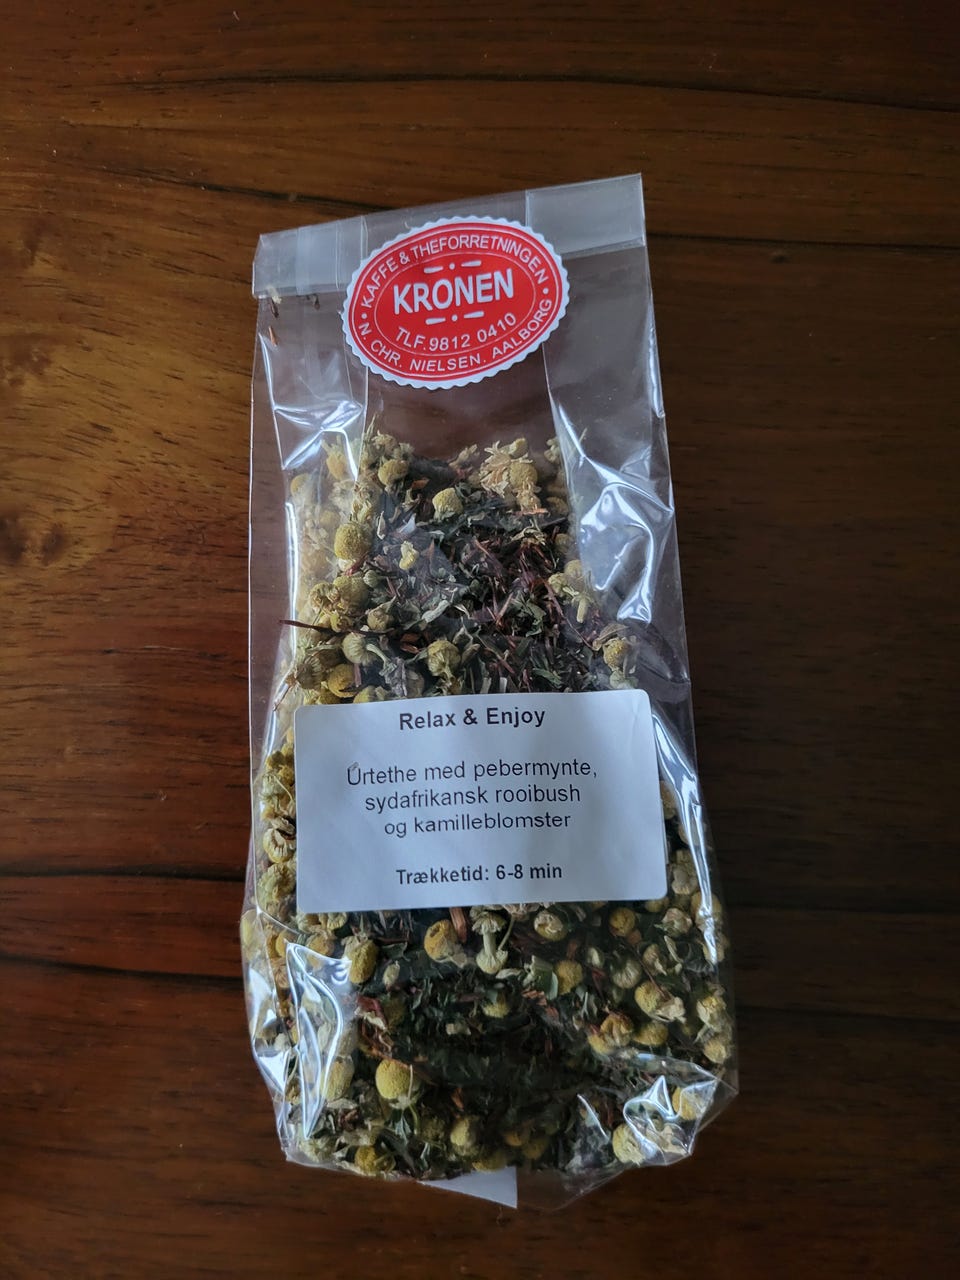 KAFFE & THEFORRETNINGEN
KRONEN
TLF. 9812 0410
N. CHR. NIELSEN. AALBORG
Relax & Enjoy
Urtethe med pebermynte,
sydafrikansk rooibush
og kamilleblomster
Trækketid: 6-8 min